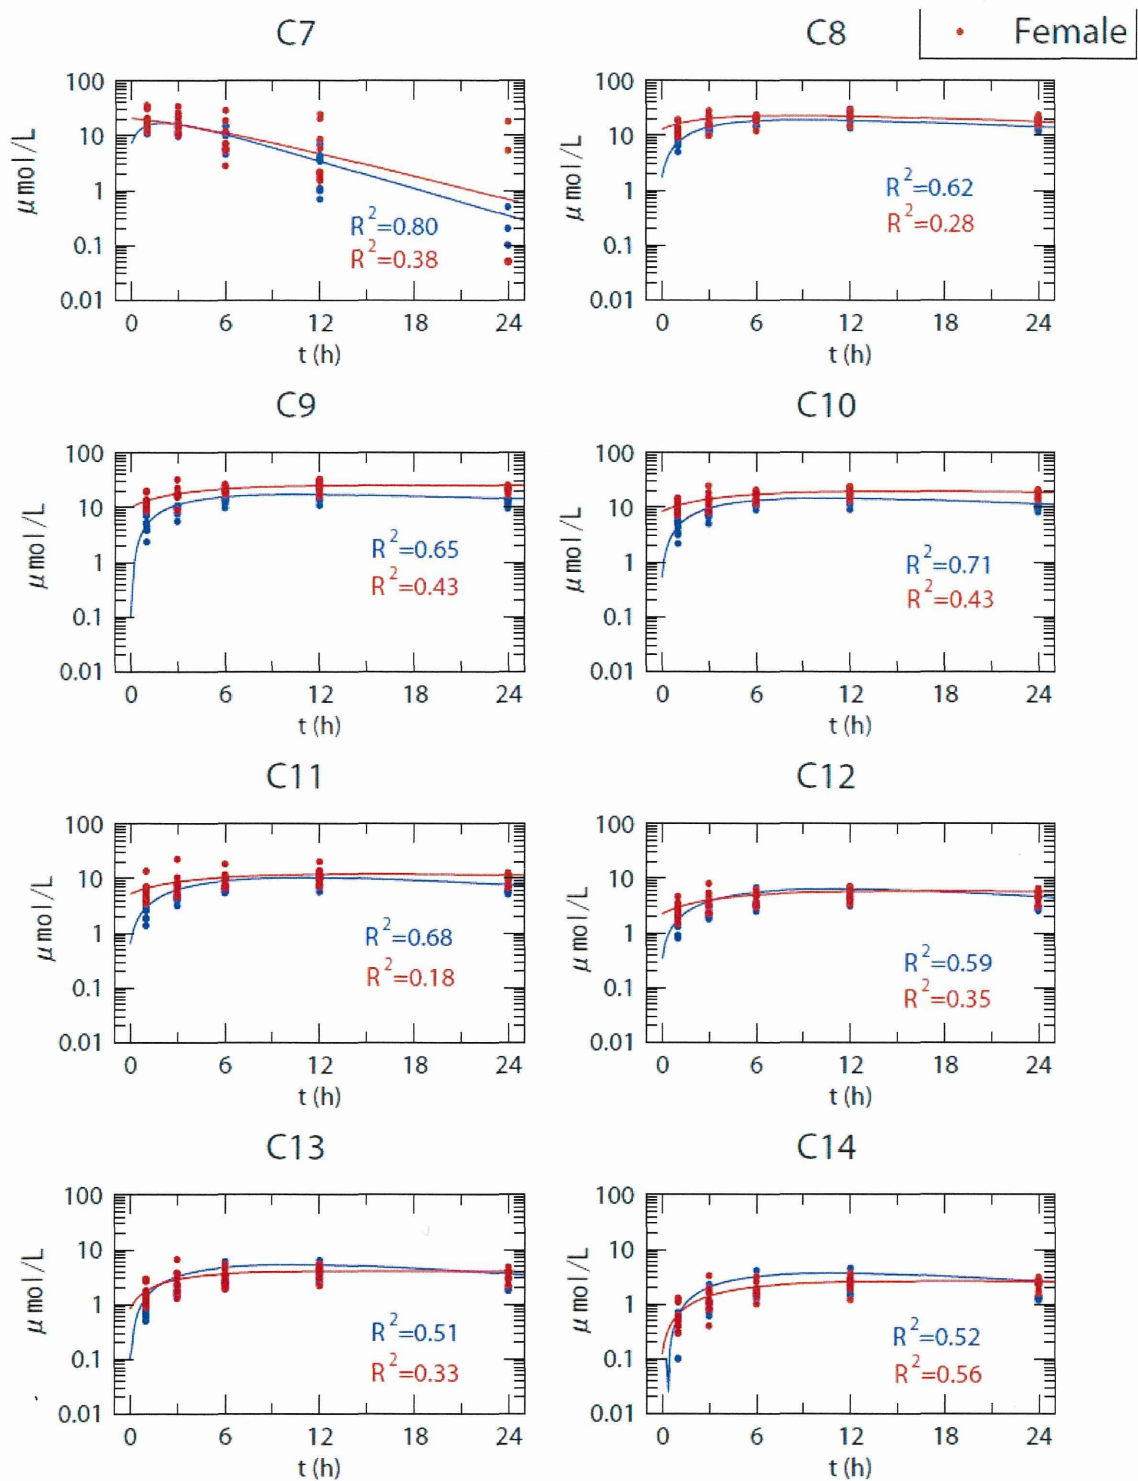 C7
C8
Female
100
10
1
0.1
0.01
μmol/L
R²=0.80
R²=0.38
0 6 12 18 24
t (h)
100
10
1
0.1
0.01
μmol/L
R²=0.62
R²=0.28
0 6 12 18 24
t (h)
C9
C10
100
10
1
0.1
0.01
μmol/L
R²=0.65
R²=0.43
0 6 12 18 24
t (h)
100
10
1
0.1
0.01
μmol/L
R²=0.71
R²=0.43
0 6 12 18 24
t (h)
C11
C12
100
10
1
0.1
0.01
μmol/L
R²=0.68
R²=0.18
0 6 12 18 24
t (h)
100
10
1
0.1
0.01
μmol/L
R²=0.59
R²=0.35
0 6 12 18 24
t (h)
C13
C14
100
10
1
0.1
0.01
μmol/L
R²=0.51
R²=0.33
0 6 12 18 24
t (h)
100
10
1
0.1
0.01
μmol/L
R²=0.52
R²=0.56
0 6 12 18 24
t (h)